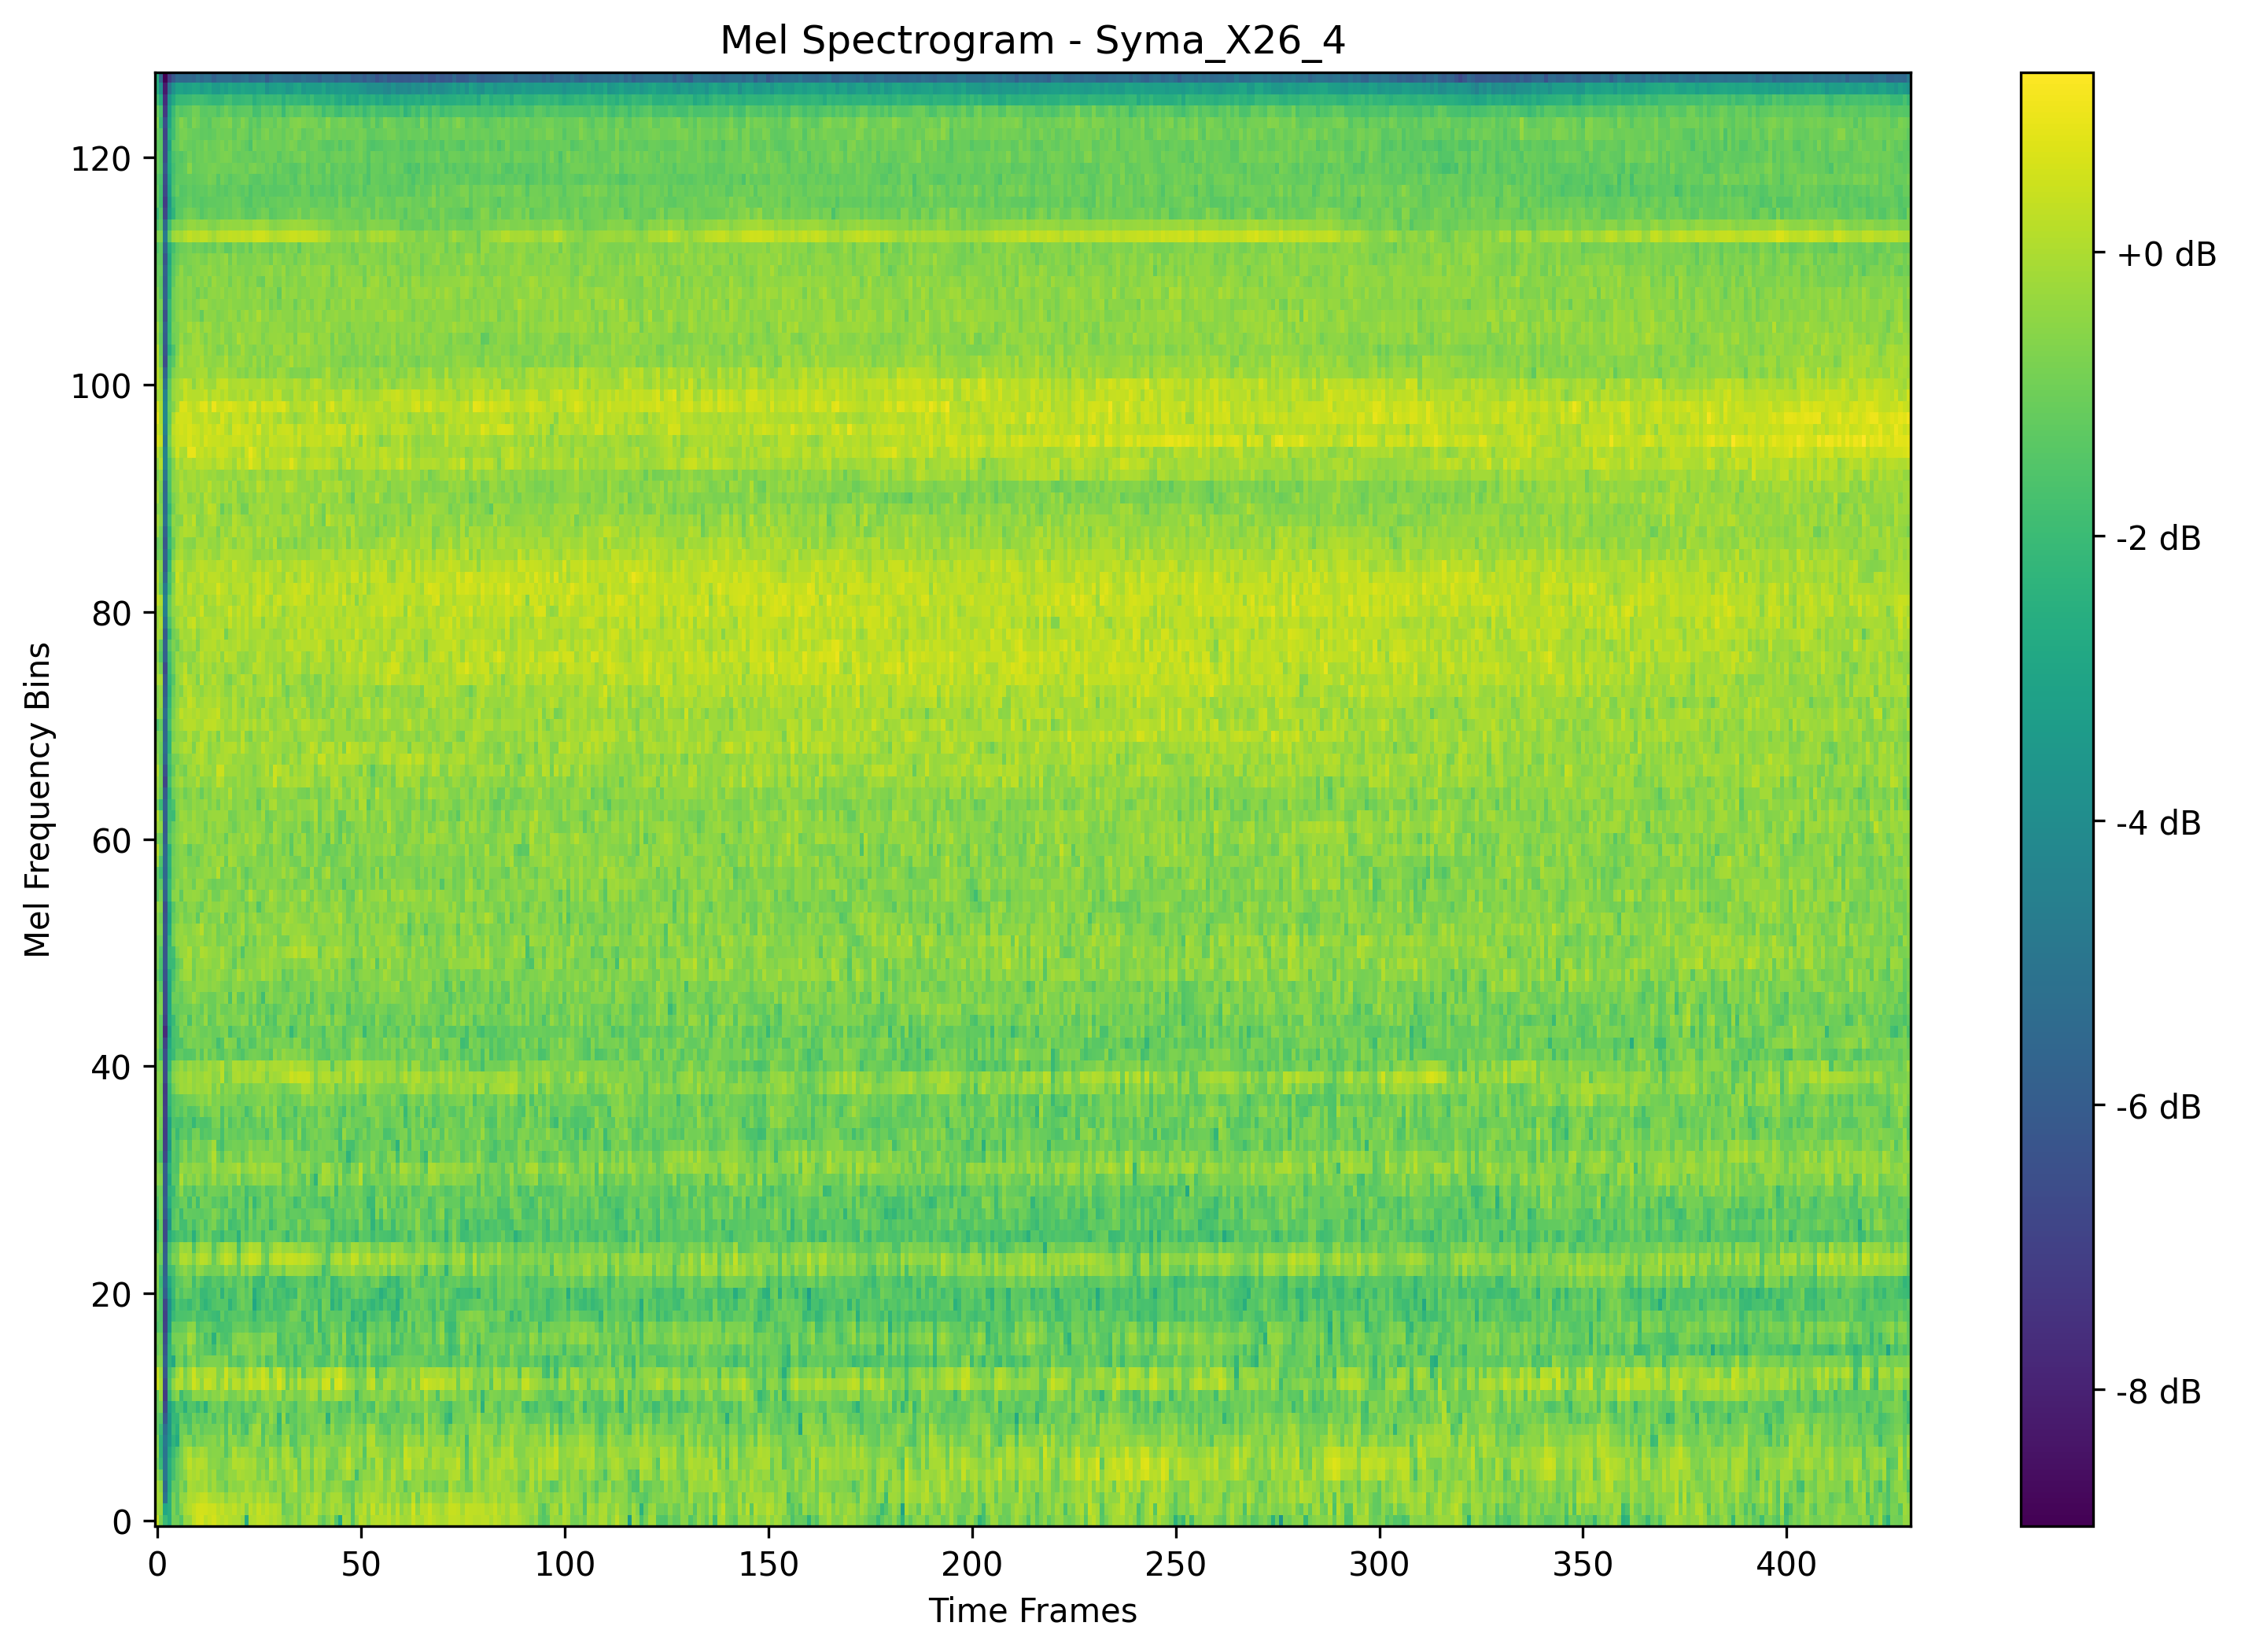 Mel Spectrogram - Syma_X26_4
Mel Frequency Bins
120
100
80
60
40
20
0
0 50 100 150 200 250 300 350 400
Time Frames
+0 dB
-2 dB
-4 dB
-6 dB
-8 dB